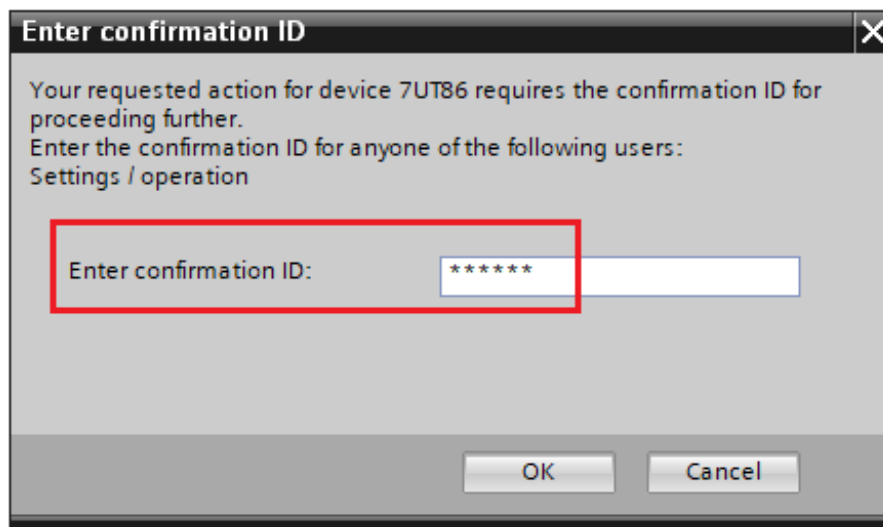 Enter confirmation ID
Your requested action for device 7UT86 requires the confirmation ID for
proceeding further.
Enter the confirmation ID for anyone of the following users:
Settings / operation
Enter confirmation ID: ******
OK Cancel